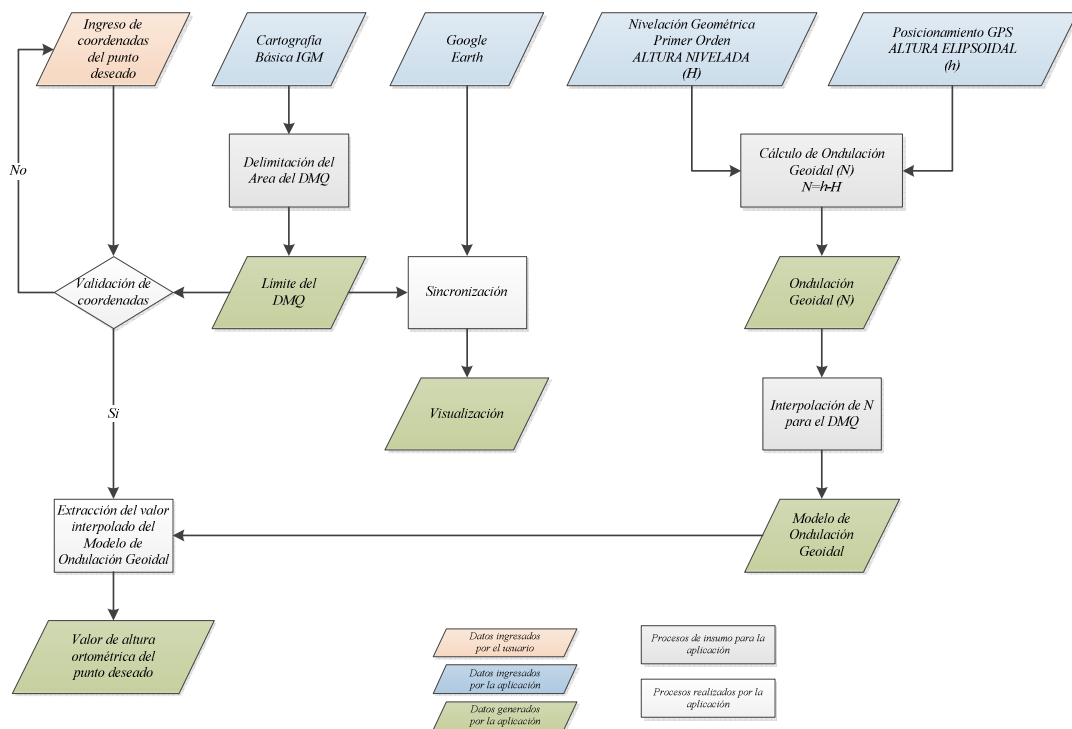 Ingreso de
coordenadas
del punto
deseado
Cartografía
Básica IGM
Google
Earth
Nivelación Geométrica
Primer Orden
ALTURA NIVELADA
(H)
Posicionamiento GPS
ALTURA ELIPSOIDAL
(h)
No
Delimitación del
Area del DMQ
Cálculo de Ondulación
Geoidal (N)
N=h-H
Validación de
coordenadas
Límite del
DMQ
Sincronización
Ondulación
Geoidal (N)
Si
Visualización
Interpolación de N
para el DMQ
Extracción del valor
interpolado del
Modelo de
Ondulación Geoidal
Modelo de
Ondulación
Geoidal
Valor de altura
ortométrica del
punto deseado
Datos ingresados
por el usuario
Procesos de insumo para la
aplicación
Datos ingresados
por la aplicación
Procesos realizados por la
aplicación
Datos generados
por la aplicación